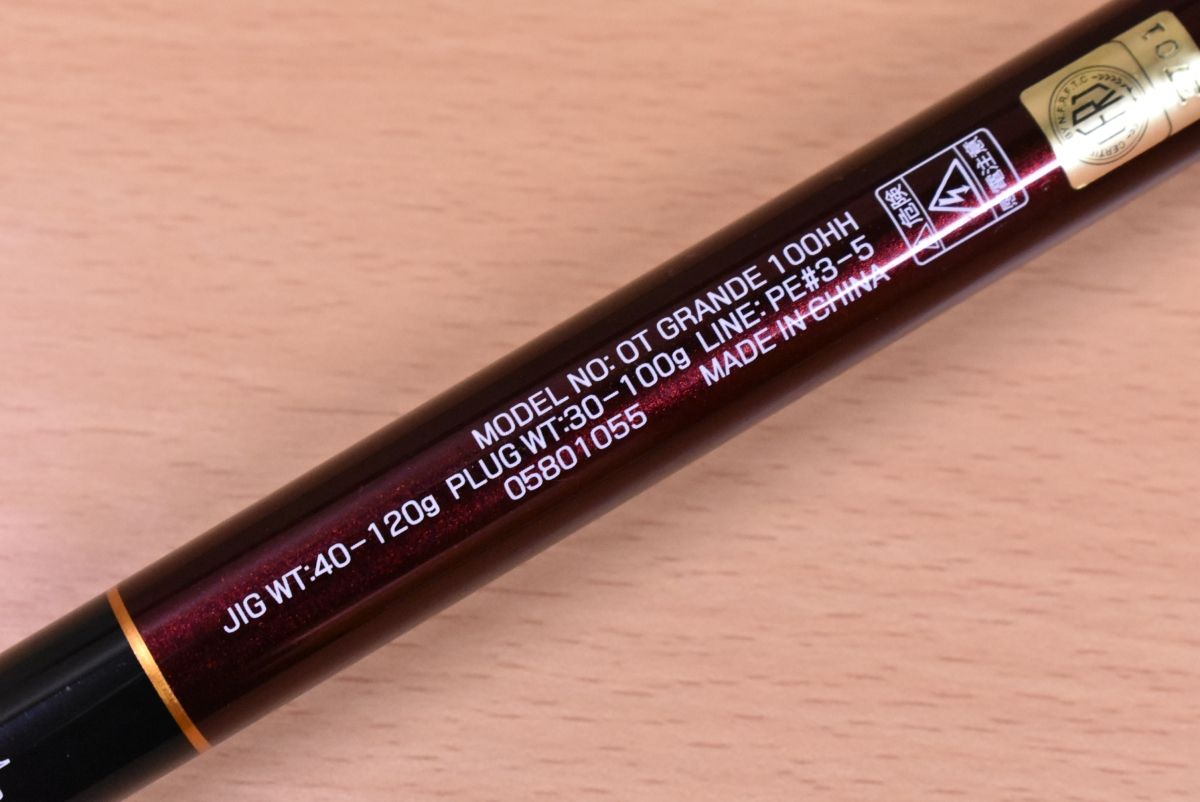 MODEL NO: OT GRANDE 100HH
JIG WT:40-120g PLUG WT:30-100g LINE: PE#3-5
05801055 MADE IN CHINA
危険
感電注意